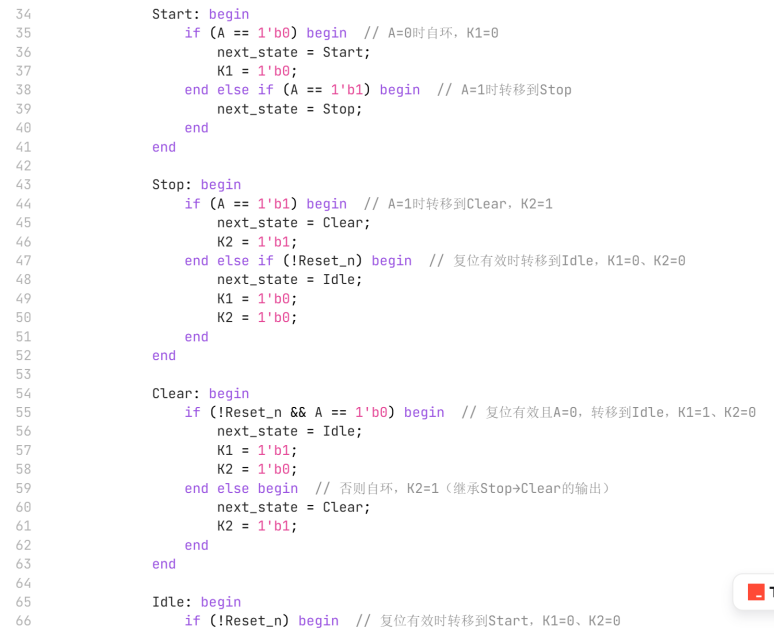 34 Start: begin
35 if (A == 1'b0) begin // A=0时自环，K1=0
36 next_state = Start;
37 K1 = 1'b0;
38 end else if (A == 1'b1) begin // A=1时转移到Stop
39 next_state = Stop;
40 end
41 end
42
43 Stop: begin
44 if (A == 1'b1) begin // A=1时转移到Clear，K2=1
45 next_state = Clear;
46 K2 = 1'b1;
47 end else if (!Reset_n) begin // 复位有效时转移到Idle，K1=0、K2=0
48 next_state = Idle;
49 K1 = 1'b0;
50 K2 = 1'b0;
51 end
52 end
53
54 Clear: begin
55 if (!Reset_n && A == 1'b0) begin // 复位有效且A=0，转移到Idle，K1=1、K2=0
56 next_state = Idle;
57 K1 = 1'b1;
58 K2 = 1'b0;
59 end else begin // 否则自环，K2=1（继承Stop→Clear的输出）
60 next_state = Clear;
61 K2 = 1'b1;
62 end
63 end
64
65 Idle: begin
66 if (!Reset_n) begin // 复位有效时转移到Start，K1=0、K2=0